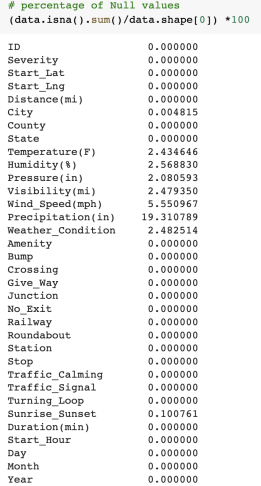 # percentage of Null values
(data.isna().sum()/data.shape[0]) *100
ID 0.000000
Severity 0.000000
Start_Lat 0.000000
Start_Lng 0.000000
Distance(mi) 0.000000
City 0.004815
County 0.000000
State 0.000000
Temperature(F) 2.434646
Humidity(%) 2.568830
Pressure(in) 2.080593
Visibility(mi) 2.479350
Wind_Speed(mph) 5.550967
Precipitation(in) 19.310789
Weather_Condition 2.482514
Amenity 0.000000
Bump 0.000000
Crossing 0.000000
Give_Way 0.000000
Junction 0.000000
No_Exit 0.000000
Railway 0.000000
Roundabout 0.000000
Station 0.000000
Stop 0.000000
Traffic_Calming 0.000000
Traffic_Signal 0.000000
Turning_Loop 0.000000
Sunrise_Sunset 0.100761
Duration(min) 0.000000
Start_Hour 0.000000
Day 0.000000
Month 0.000000
Year 0.000000